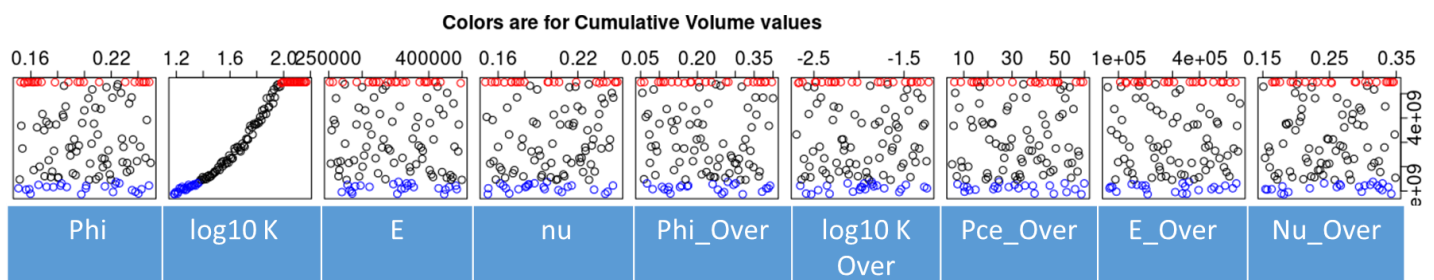 Colors are for Cumulative Volume values
0.16 0.22 1.2 1.6 2.0 250000 400000 0.16 0.22 0.05 0.20 0.35 -2.5 -1.5 10 30 50 1e+05 4e+05 0.15 0.25 0.35
4e+09
e+09
Phi log10 K E nu Phi_Over log10 K Over Pce_Over E_Over Nu_Over